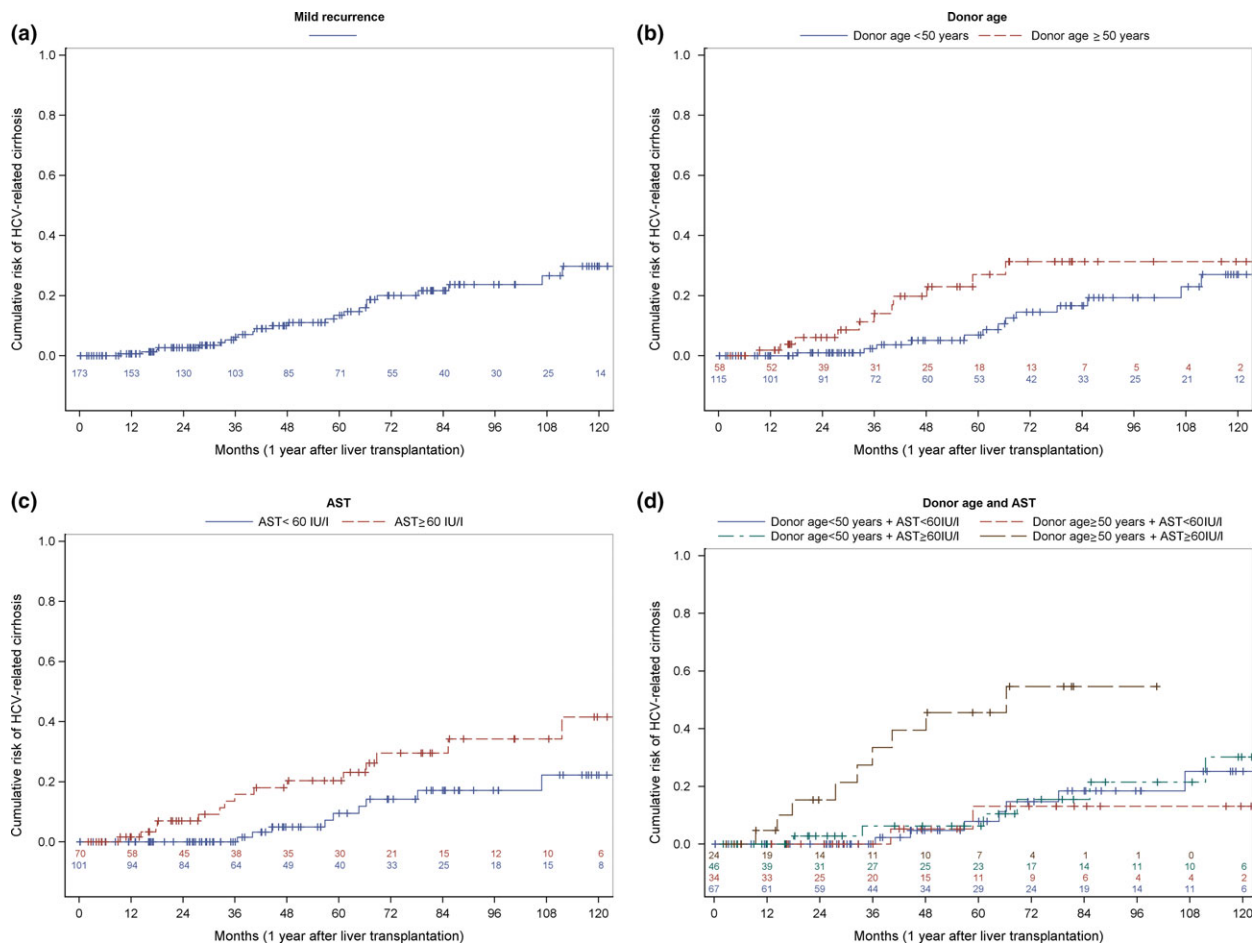 (a)
Mild recurrence
Cumulative risk of HCV-related cirrhosis
1.0
0.8
0.6
0.4
0.2
0.0
173 153 130 103 85 71 55 40 30 25 14
0 12 24 36 48 60 72 84 96 108 120
Months (1 year after liver transplantation)
(b)
Donor age
Donor age <50 years Donor age ≥ 50 years
Cumulative risk of HCV-related cirrhosis
1.0
0.8
0.6
0.4
0.2
0.0
58 52 39 31 25 18 13 7 5 4 2
115 101 91 72 60 53 42 33 25 21 12
0 12 24 36 48 60 72 84 96 108 120
Months (1 year after liver transplantation)
(c)
AST
AST< 60 IU/l AST≥ 60 IU/l
Cumulative risk of HCV-related cirrhosis
1.0
0.8
0.6
0.4
0.2
0.0
70 58 45 38 35 30 21 15 12 10 6
101 94 84 64 49 40 33 25 18 15 8
0 12 24 36 48 60 72 84 96 108 120
Months (1 year after liver transplantation)
(d)
Donor age and AST
Donor age<50 years + AST<60IU/l Donor age≥50 years + AST<60IU/l
Donor age<50 years + AST≥60IU/l Donor age≥50 years + AST≥60IU/l
Cumulative risk of HCV-related cirrhosis
1.0
0.8
0.6
0.4
0.2
0.0
24 19 14 11 10 7 4 1 1 0
46 39 31 27 25 23 17 14 11 10 6
34 33 25 20 15 11 9 6 4 4 2
67 61 59 44 34 29 24 19 14 11 6
0 12 24 36 48 60 72 84 96 108 120
Months (1 year after liver transplantation)